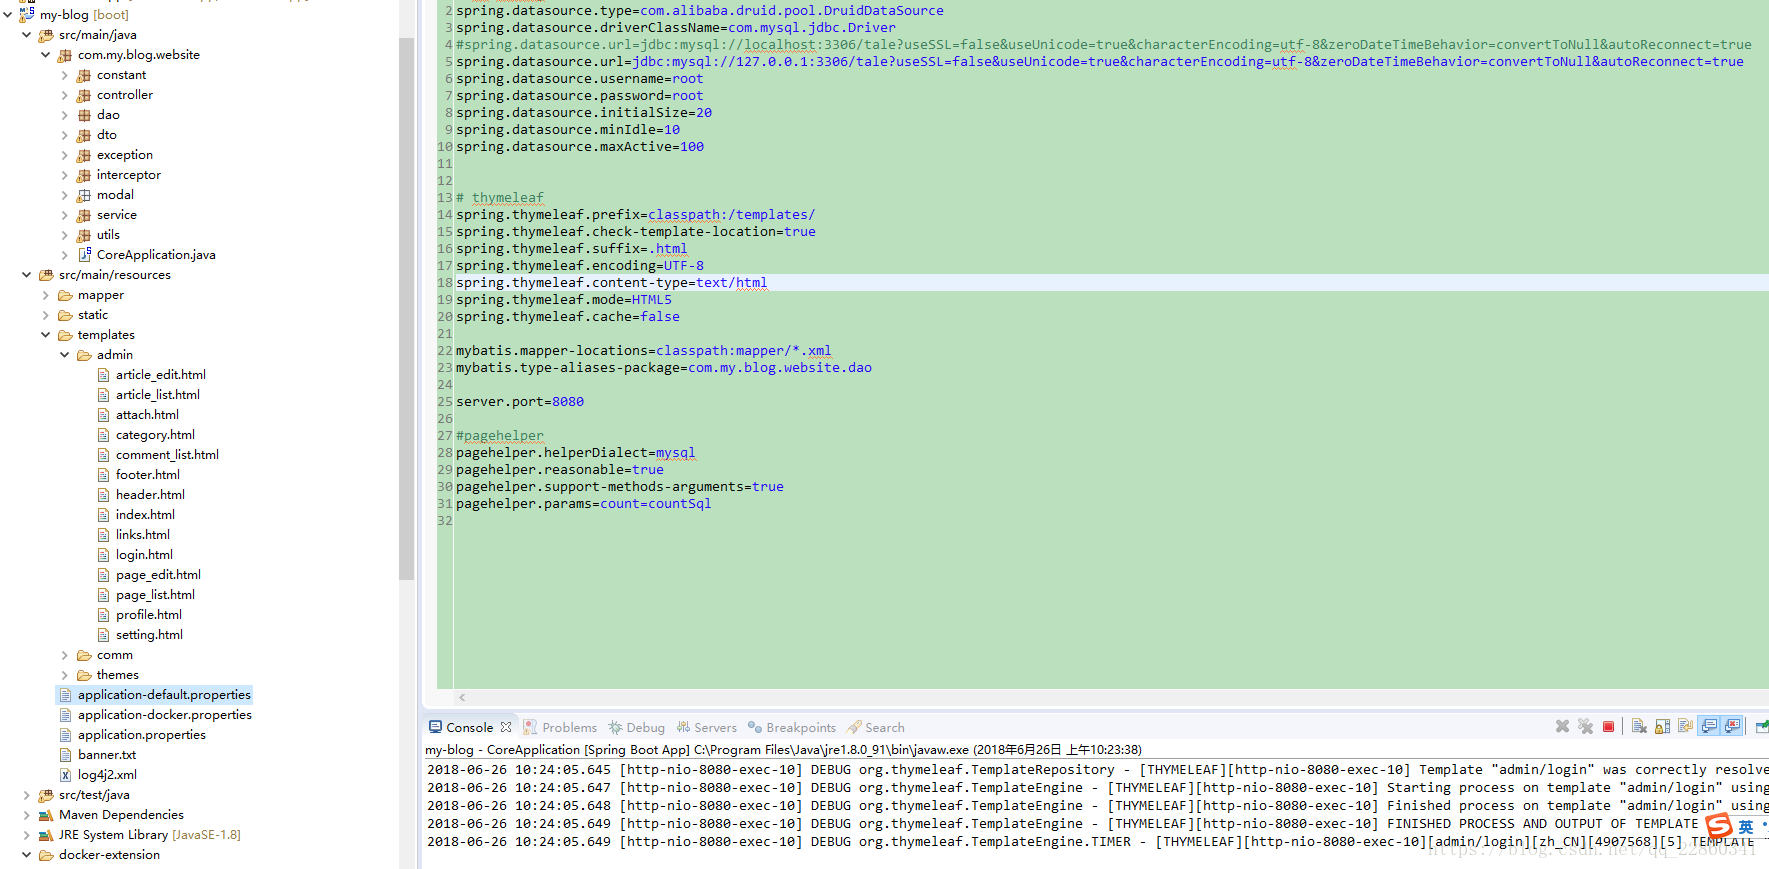 my-blog [boot]
src/main/java
com.my.blog.website
constant
controller
dao
dto
exception
interceptor
modal
service
utils
CoreApplication.java
src/main/resources
mapper
static
templates
admin
article_edit.html
article_list.html
attach.html
category.html
comment_list.html
footer.html
header.html
index.html
links.html
login.html
page_edit.html
page_list.html
profile.html
setting.html
comm
themes
application-default.properties
application-docker.properties
application.properties
banner.txt
log4j2.xml
src/test/java
Maven Dependencies
JRE System Library [JavaSE-1.8]
docker-extension
2 spring.datasource.type=com.alibaba.druid.pool.DruidDataSource
3 spring.datasource.driverClassName=com.mysql.jdbc.Driver
4 #spring.datasource.url=jdbc:mysql://localhost:3306/tale?useSSL=false&useUnicode=true&characterEncoding=utf-8&zeroDateTimeBehavior=convertToNull&autoReconnect=true
5 spring.datasource.url=jdbc:mysql://127.0.0.1:3306/tale?useSSL=false&useUnicode=true&characterEncoding=utf-8&zeroDateTimeBehavior=convertToNull&autoReconnect=true
6 spring.datasource.username=root
7 spring.datasource.password=root
8 spring.datasource.initialSize=20
9 spring.datasource.minIdle=10
10 spring.datasource.maxActive=100
11
12
13 # thymeleaf
14 spring.thymeleaf.prefix=classpath:/templates/
15 spring.thymeleaf.check-template-location=true
16 spring.thymeleaf.suffix=.html
17 spring.thymeleaf.encoding=UTF-8
18 spring.thymeleaf.content-type=text/html
19 spring.thymeleaf.mode=HTML5
20 spring.thymeleaf.cache=false
21
22 mybatis.mapper-locations=classpath:mapper/*.xml
23 mybatis.type-aliases-package=com.my.blog.website.dao
24
25 server.port=8080
26
27 #pagehelper
28 pagehelper.helperDialect=mysql
29 pagehelper.reasonable=true
30 pagehelper.support-methods-arguments=true
31 pagehelper.params=count=countSql
32
Console Problems Debug Servers Breakpoints Search
my-blog - CoreApplication [Spring Boot App] C:\Program Files\Java\jre1.8.0_91\bin\javaw.exe (2018年6月26日 上午10:23:38)
2018-06-26 10:24:05.645 [http-nio-8080-exec-10] DEBUG org.thymeleaf.TemplateRepository - [THYMELEAF][http-nio-8080-exec-10] Template "admin/login" was correctly resolve
2018-06-26 10:24:05.647 [http-nio-8080-exec-10] DEBUG org.thymeleaf.TemplateEngine - [THYMELEAF][http-nio-8080-exec-10] Starting process on template "admin/login" using
2018-06-26 10:24:05.648 [http-nio-8080-exec-10] DEBUG org.thymeleaf.TemplateEngine - [THYMELEAF][http-nio-8080-exec-10] Finished process on template "admin/login" using
2018-06-26 10:24:05.649 [http-nio-8080-exec-10] DEBUG org.thymeleaf.TemplateEngine - [THYMELEAF][http-nio-8080-exec-10] FINISHED PROCESS AND OUTPUT OF TEMPLATE
2018-06-26 10:24:05.649 [http-nio-8080-exec-10] DEBUG org.thymeleaf.TemplateEngine.TIMER - [THYMELEAF][http-nio-8080-exec-10][admin/login][zh_CN][4907568][5] TEMPLATE
英
https://blog.csdn.net/qq_22860341